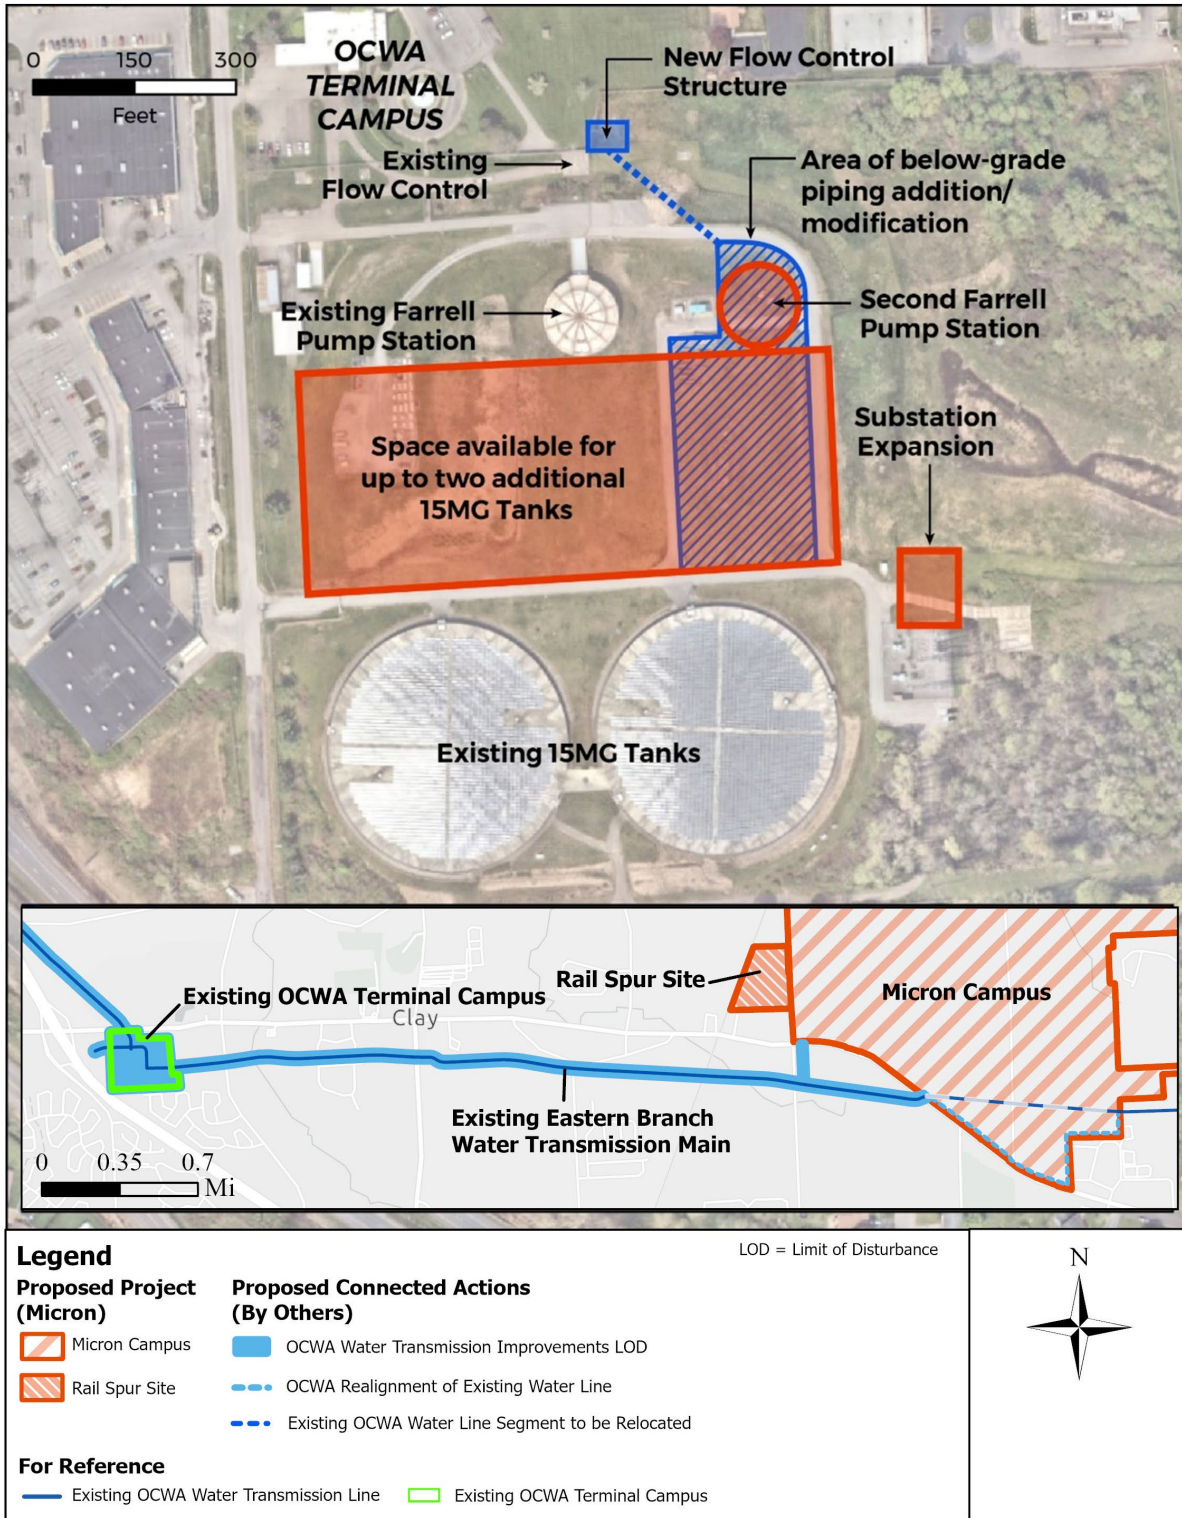 0 150 300
Feet
OCWA
TERMINAL
CAMPUS
New Flow Control
Structure
Existing
Flow Control
Area of below-grade
piping addition/
modification
Existing Farrell
Pump Station
Second Farrell
Pump Station
Substation
Expansion
Space available for
up to two additional
15MG Tanks
Existing 15MG Tanks
Existing OCWA Terminal Campus
Clay
Rail Spur Site
Micron Campus
Existing Eastern Branch
Water Transmission Main
0 0.35 0.7
Mi
Legend
LOD = Limit of Disturbance
Proposed Project
(Micron)
Micron Campus
Rail Spur Site
Proposed Connected Actions
(By Others)
OCWA Water Transmission Improvements LOD
OCWA Realignment of Existing Water Line
Existing OCWA Water Line Segment to be Relocated
For Reference
Existing OCWA Water Transmission Line
Existing OCWA Terminal Campus
N